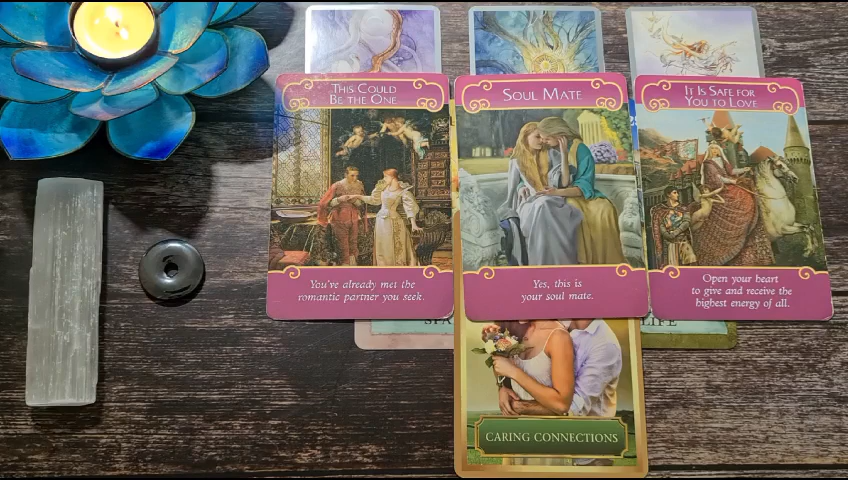 This Could
Be the One
Soul Mate
It Is Safe for
You to Love
You've already met the
romantic partner you seek.
Yes, this is
your soul mate.
Open your heart
to give and receive the
highest energy of all.
LIFE
CARING CONNECTIONS